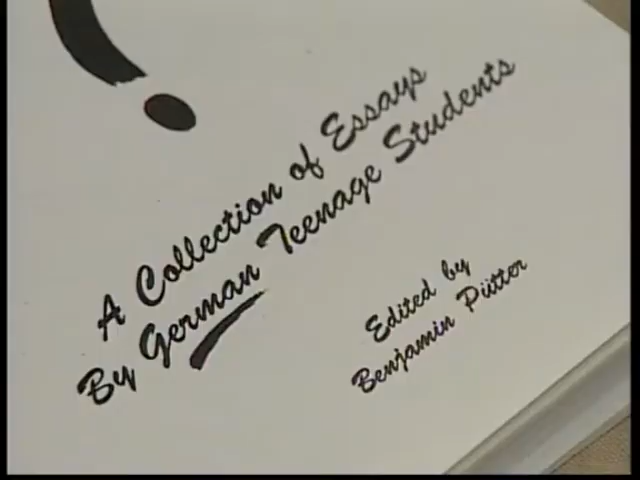 A Collection of Essays
By German Teenage Students
Edited by
Benjamin Pütter